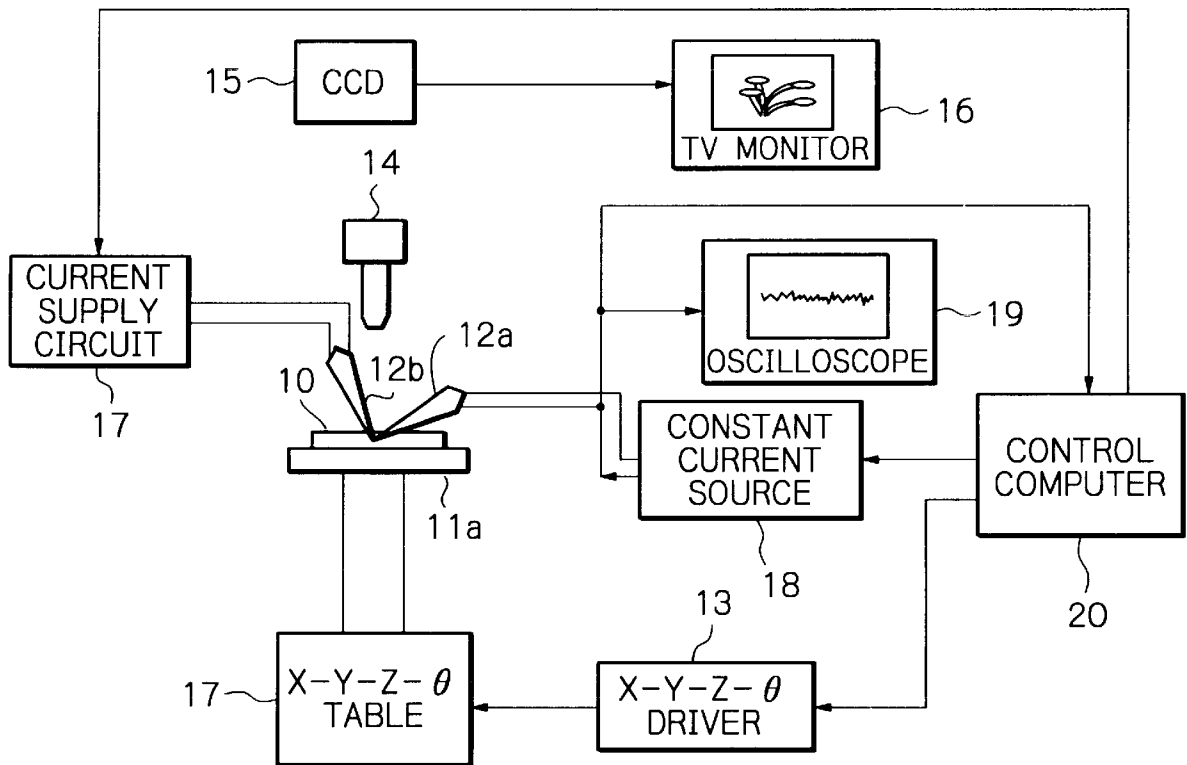 15
CCD
TV MONITOR
16
14
CURRENT
SUPPLY
CIRCUIT
17
OSCILLOSCOPE
19
12a
12b
10
11a
CONSTANT
CURRENT
SOURCE
18
CONTROL
COMPUTER
20
13
17
X-Y-Z-θ
TABLE
X-Y-Z-θ
DRIVER